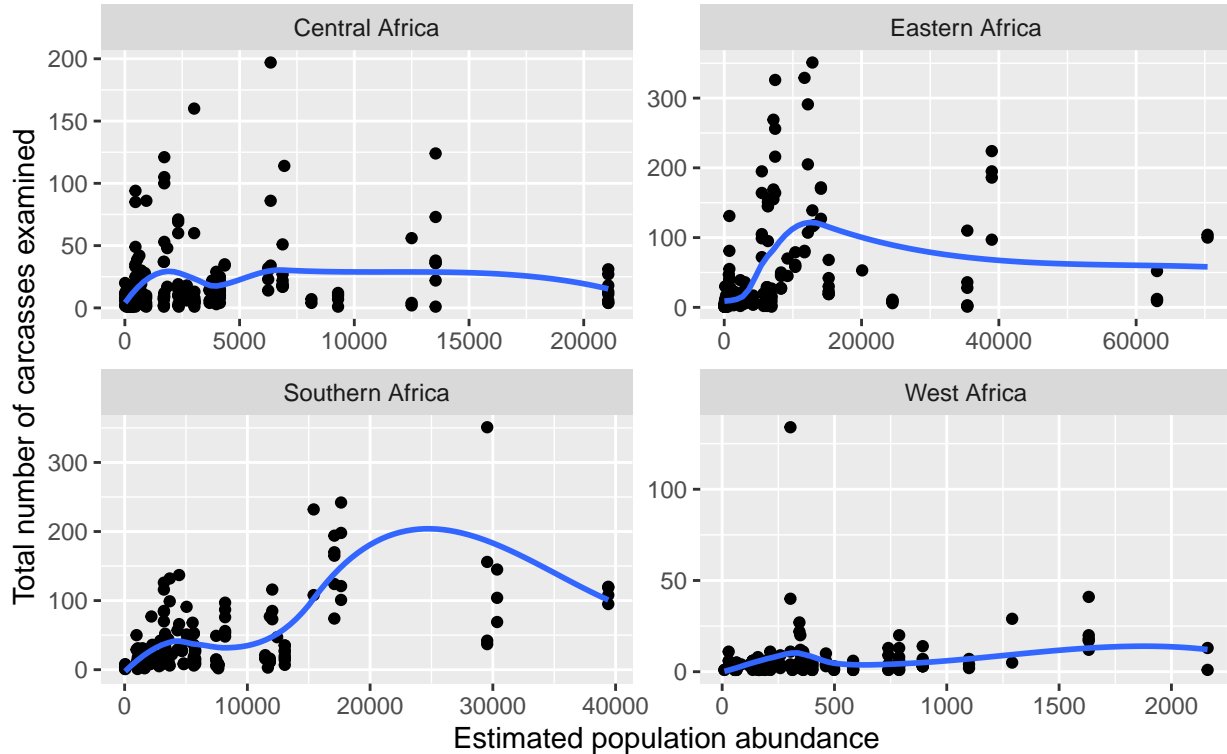 Central Africa
Eastern Africa
200
150
100
50
0
300
200
100
0
0 5000 10000 15000 20000
0 20000 40000 60000
Southern Africa
West Africa
300
200
100
0
100
50
0
0 10000 20000 30000 40000
0 500 1000 1500 2000
Total number of carcasses examined
Estimated population abundance